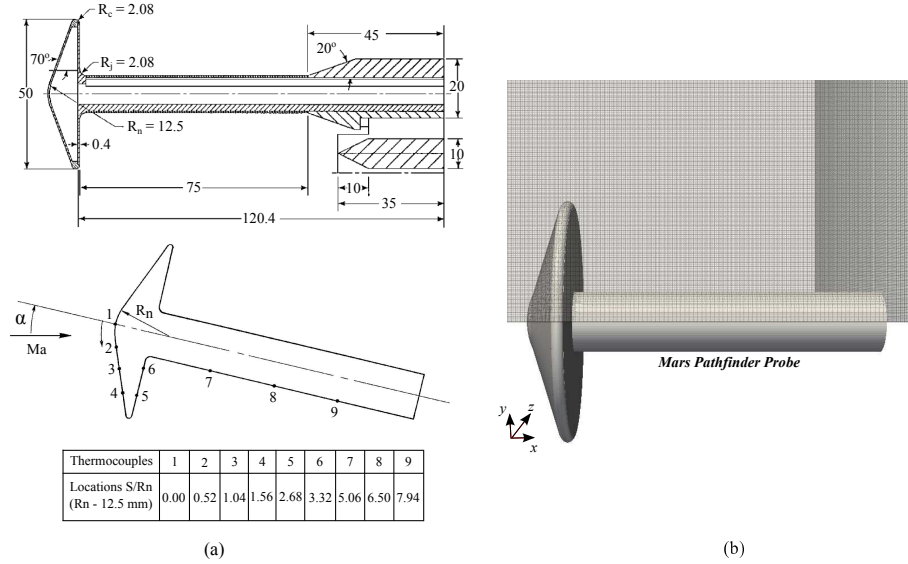 R_c = 2.08
45
70°
20°
R_j = 2.08
50
20
R_n = 12.5
0.4
10
75
10
35
120.4
α
1
R_n
Ma
2
3
6
7
4
5
8
9
Mars Pathfinder Probe
y
z
x
Thermocouples 1 2 3 4 5 6 7 8 9
Locations S/Rn
(Rn - 12.5 mm) 0.00 0.52 1.04 1.56 2.68 3.32 5.06 6.50 7.94
(a)
(b)